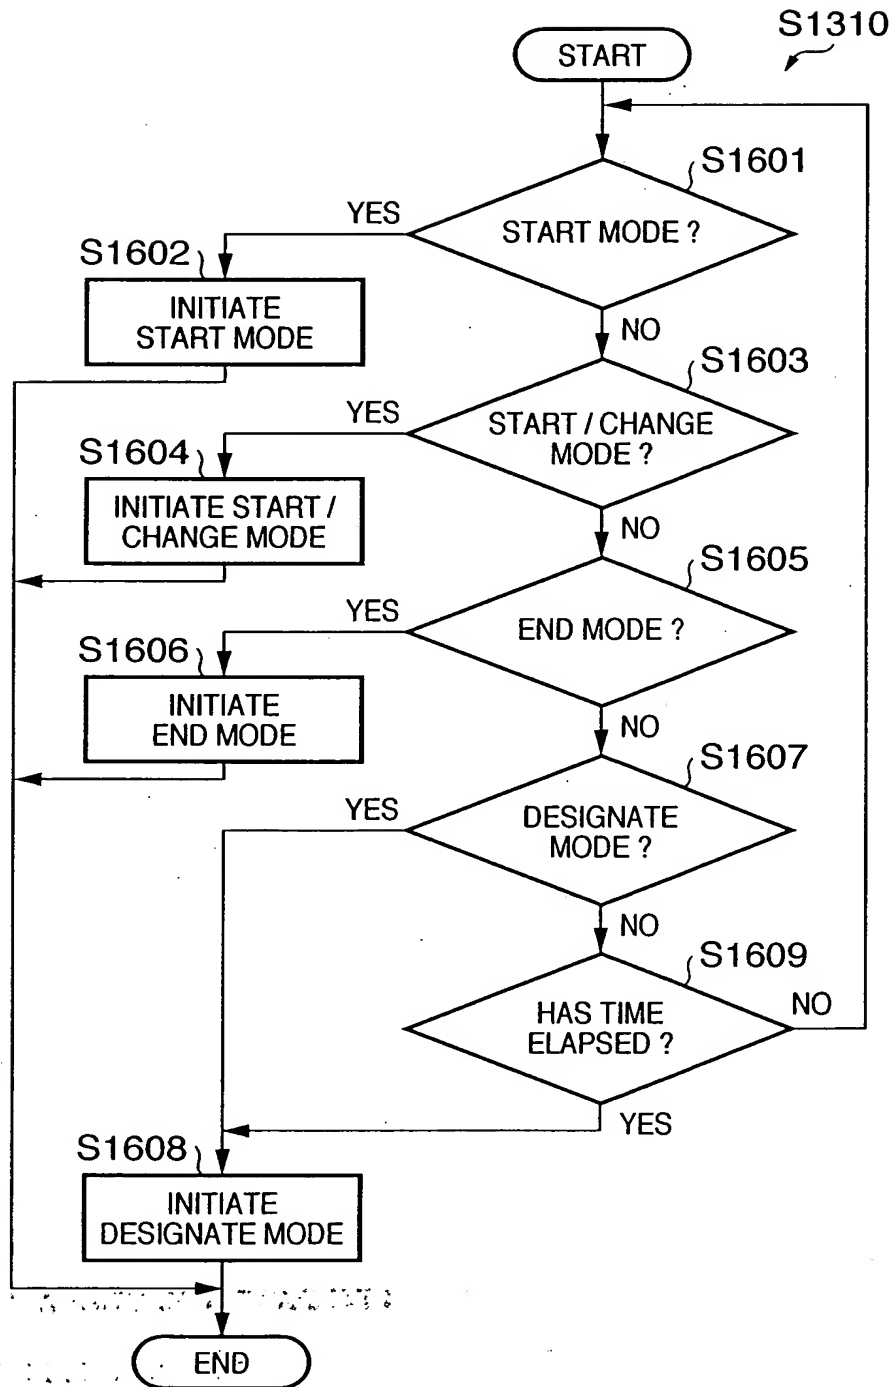 S1310
START
S1601
START MODE ?
YES
S1602
INITIATE
START MODE
NO
S1603
START / CHANGE
MODE ?
YES
S1604
INITIATE START /
CHANGE MODE
NO
S1605
END MODE ?
YES
S1606
INITIATE
END MODE
NO
S1607
DESIGNATE
MODE ?
YES
NO
S1609
HAS TIME
ELAPSED ?
NO
YES
S1608
INITIATE
DESIGNATE MODE
END